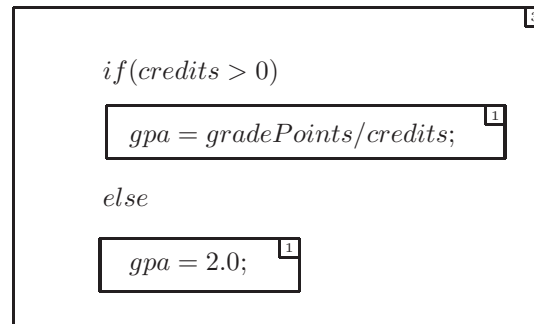 if(credits > 0)
1
gpa = gradePoints/credits;
else
1
gpa = 2.0;